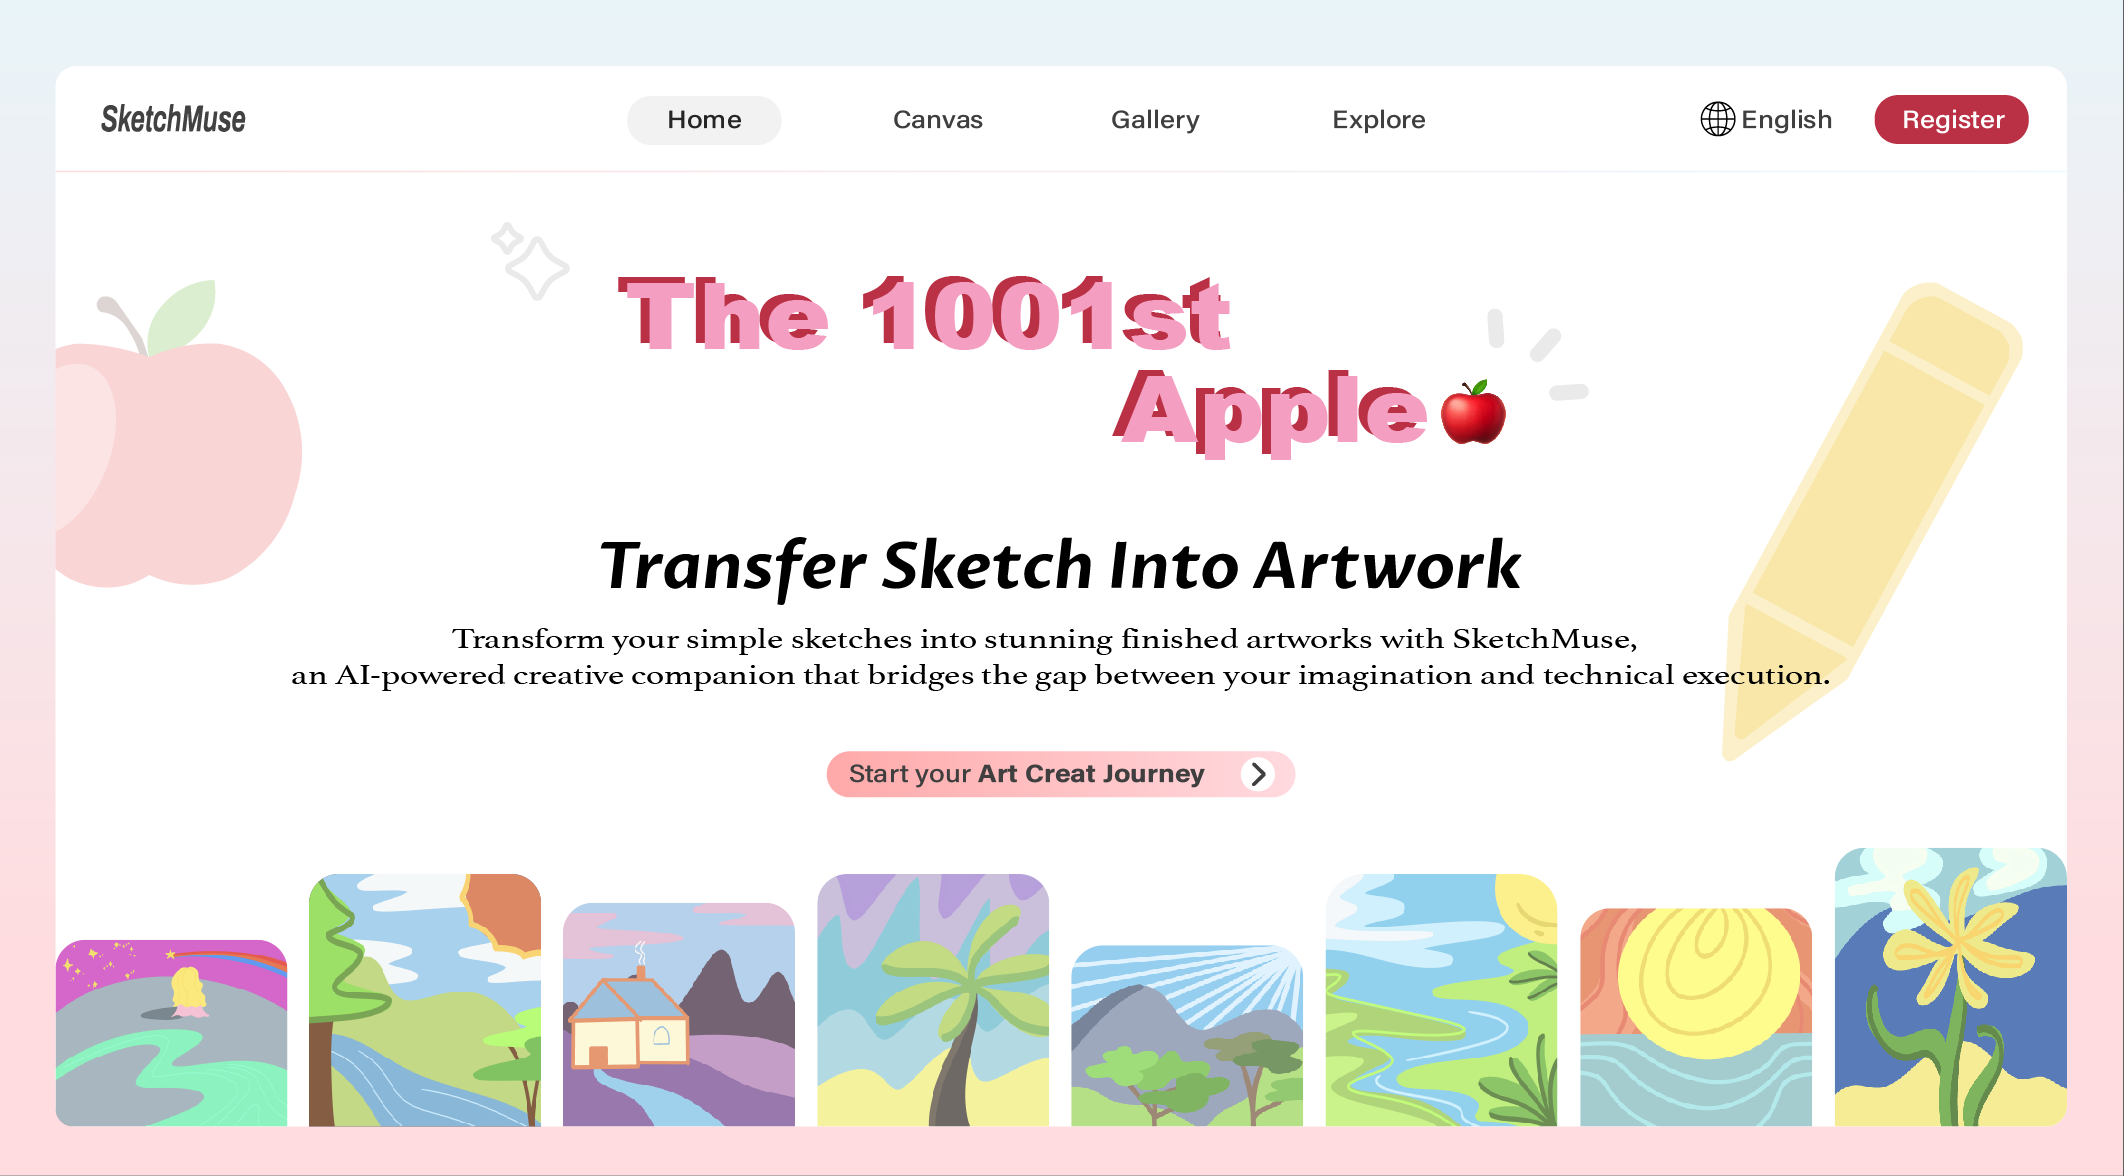 SketchMuse
Home
Canvas
Gallery
Explore
English
Register
The 1001st
Apple
Transfer Sketch Into Artwork
Transform your simple sketches into stunning finished artworks with SketchMuse,
an AI-powered creative companion that bridges the gap between your imagination and technical execution.
Start your Art Creat Journey